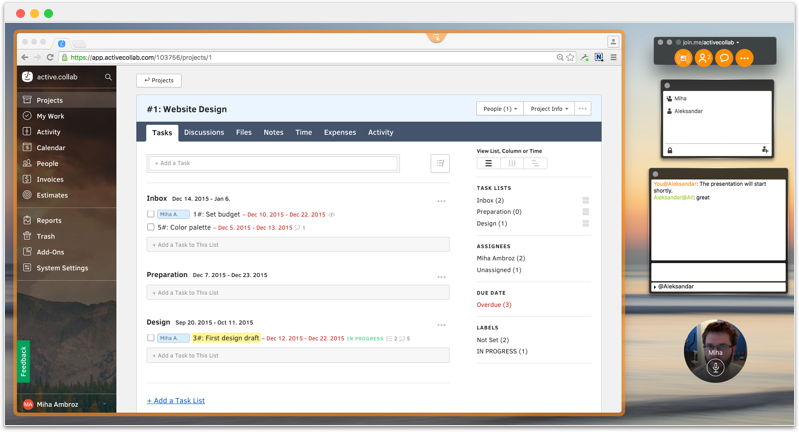 https://app.activecollab.com/103756/projects/1
active.collab
Projects
My Work
Activity
Calendar
People
Invoices
Estimates
Reports
Trash
Add-Ons
System Settings
Feedback
MA Miha Ambroz
Projects
#1: Website Design
People (1)
Project Info
Tasks Discussions Files Notes Time Expenses Activity
+ Add a Task
Inbox Dec 14. 2015 - Jan 6.
Miha A. 1#: Set budget – Dec 10. 2015 - Dec 22. 2015
5#: Color palette – Dec 5. 2015 - Dec 13. 2015 1
+ Add a Task to This List
Preparation Dec 7. 2015 - Dec 23. 2015
+ Add a Task to This List
Design Sep 20. 2015 - Oct 11. 2015
Miha A. 3#: First design draft – Dec 12. 2015 - Dec 22. 2015 IN PROGRESS 2 5
+ Add a Task to This List
+ Add a Task List
View List, Column or Time
TASK LISTS
Inbox (2)
Preparation (0)
Design (1)
ASSIGNEES
Miha Ambroz (2)
Unassigned (1)
DUE DATE
Overdue (3)
LABELS
Not Set (2)
IN PROGRESS (1)
join.me/activecollab
2
Miha
Aleksandar
You@Aleksandar: The presentation will start
shortly.
Aleksandar@All: great
@Aleksandar
Miha